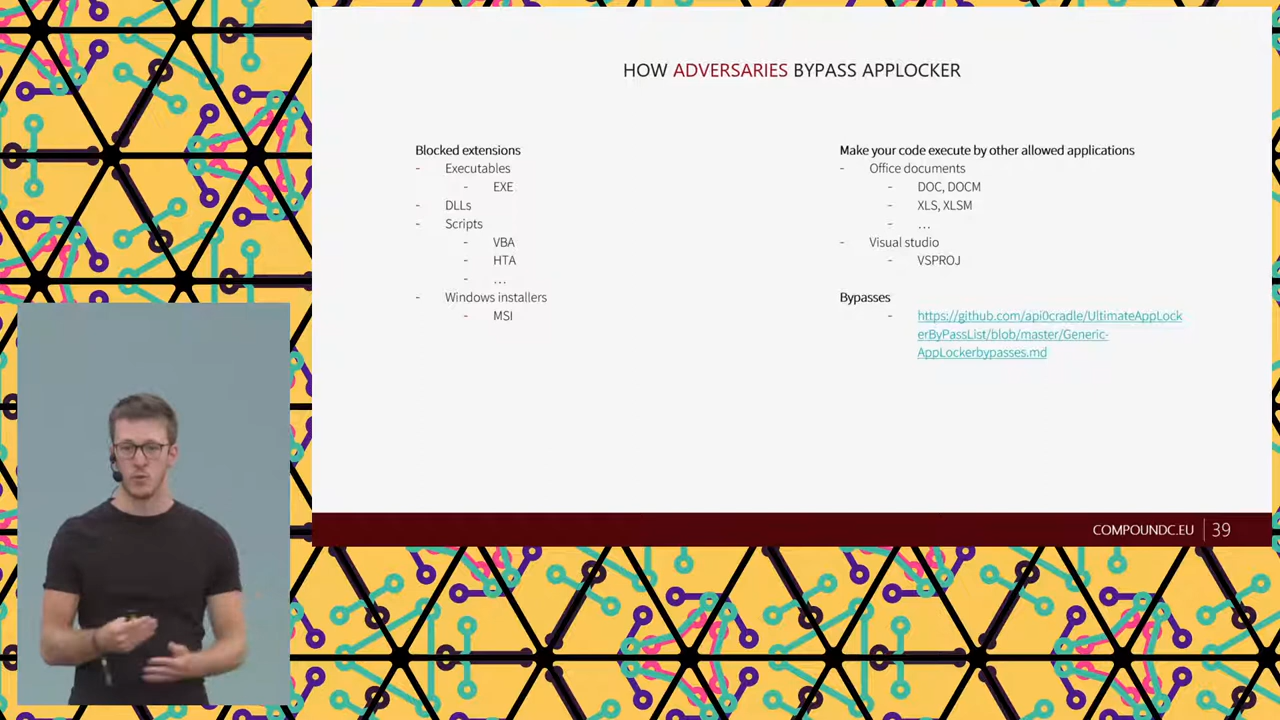 HOW ADVERSARIES BYPASS APPLOCKER
Blocked extensions
- Executables
- EXE
- DLLs
- Scripts
- VBA
- HTA
- …
- Windows installers
- MSI
Make your code execute by other allowed applications
- Office documents
- DOC, DOCM
- XLS, XLSM
- …
- Visual studio
- VSPROJ
Bypasses
- https://github.com/api0cradle/UltimateAppLock
erByPassList/blob/master/Generic-
AppLockerbypasses.md
COMPOUNDC.EU | 39